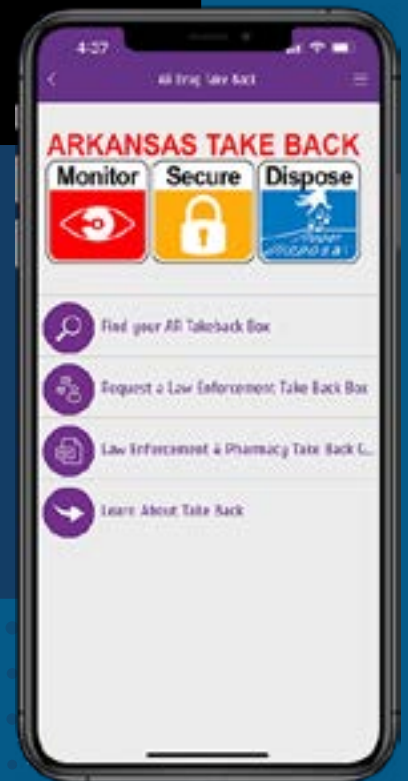 4:27
AR Drug Take Back
ARKANSAS TAKE BACK
Monitor Secure Dispose
Find your AR Takeback Box
Request a Law Enforcement Take Back Box
Law Enforcement & Pharmacy Take Back
Learn About Take Back